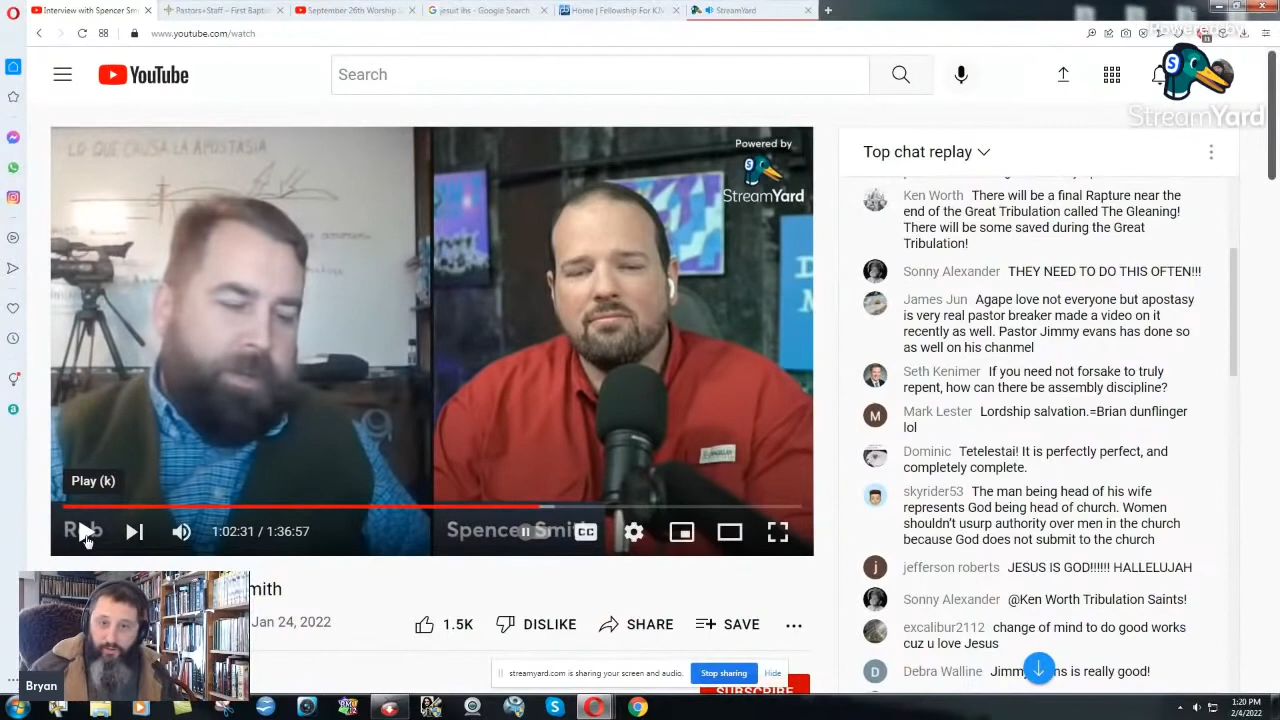 Interview with Spencer Sm
Pastors+Staff – First Bapti
September 26th Worship S
jesuit ihs - Google Search
Home | Fellowship For KJV
StreamYard
www.youtube.com/watch
Powered by
StreamYard
YouTube
Search
LO QUE CAUSA LA APOSTASIA
Powered by
StreamYard
Top chat replay
Ken Worth There will be a final Rapture near the
end of the Great Tribulation called The Gleaning!
There will be some saved during the Great
Tribulation!
Sonny Alexander THEY NEED TO DO THIS OFTEN!!!
James Jun Agape love not everyone but apostasy
is very real pastor breaker made a video on it
recently as well. Pastor Jimmy evans has done so
as well on his channel
Seth Kenimer If you need not forsake to truly
repent, how can there be assembly discipline?
Mark Lester Lordship salvation.=Brian dunflinger
lol
Dominic Tetelestai! It is perfectly perfect, and
completely complete.
skyrider53 The man being head of his wife
represents God being head of church. Women
shouldn't usurp authority over men in the church
because God does not submit to the church
jefferson roberts JESUS IS GOD!!!!!! HALLELUJAH
Sonny Alexander @Ken Worth Tribulation Saints!
excalibur2112 change of mind to do good works
cuz u love Jesus
Debra Walline is really good!
Play (k)
Rob
Spencer Smith
1:02:31 / 1:36:57
CC
mith
Jan 24, 2022
1.5K
DISLIKE
SHARE
SAVE
streamyard.com is sharing your screen and audio.
Stop sharing
Hide
SUBSCRIBE
Bryan
1:20 PM
2/4/2022